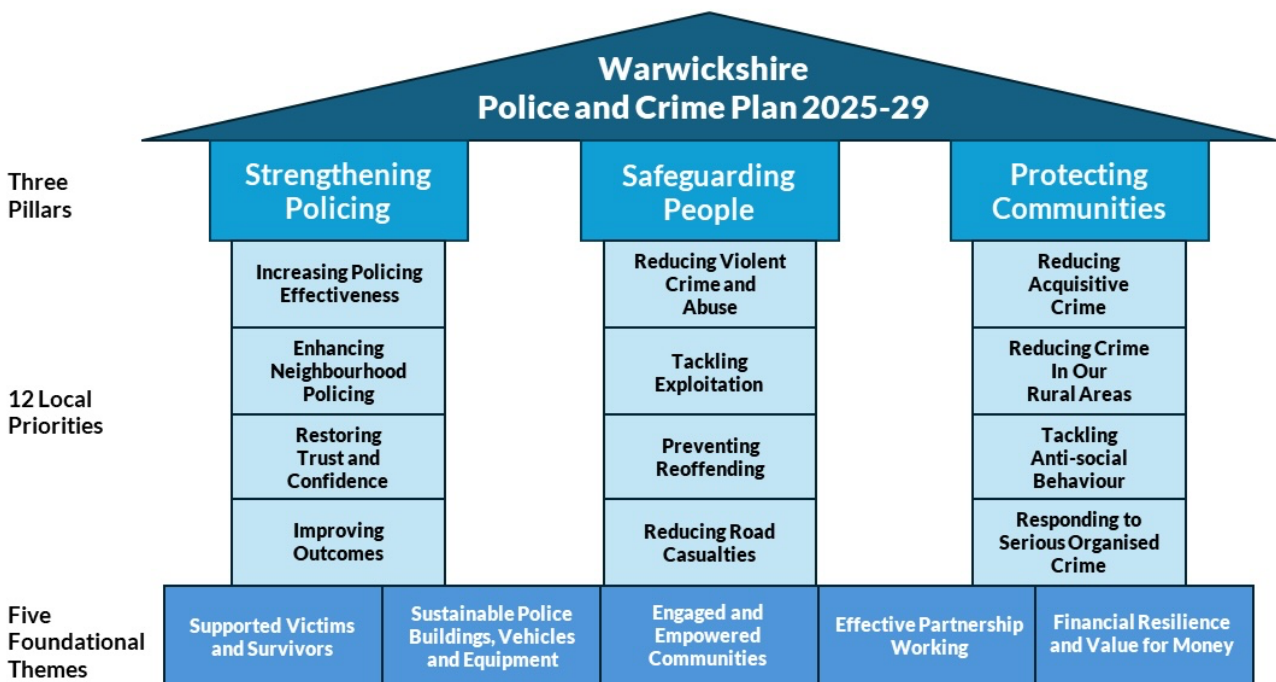 Warwickshire
Police and Crime Plan 2025-29
Three
Pillars
Strengthening
Policing
Safeguarding
People
Protecting
Communities
12 Local
Priorities
Increasing Policing
Effectiveness
Enhancing
Neighbourhood
Policing
Restoring
Trust and
Confidence
Improving
Outcomes
Reducing Violent
Crime and
Abuse
Tackling
Exploitation
Preventing
Reoffending
Reducing Road
Casualties
Reducing
Acquisitive
Crime
Reducing Crime
In Our
Rural Areas
Tackling
Anti-social
Behaviour
Responding to
Serious Organised
Crime
Five
Foundational
Themes
Supported Victims
and Survivors
Sustainable Police
Buildings, Vehicles
and Equipment
Engaged and
Empowered
Communities
Effective Partnership
Working
Financial Resilience
and Value for Money